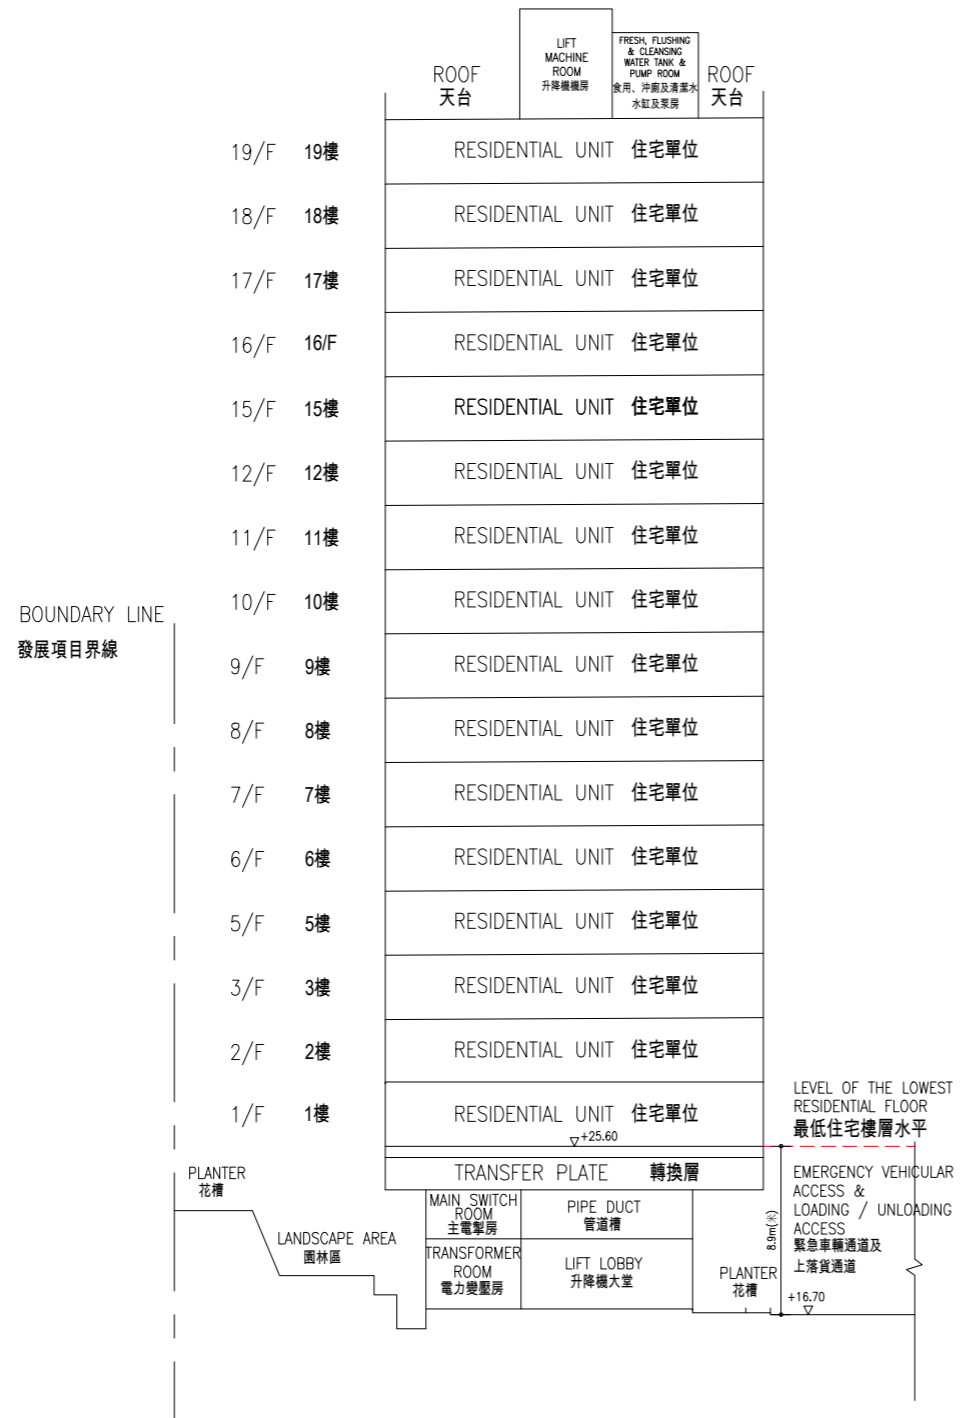 LIFT
MACHINE
ROOM
升降機機房
FRESH, FLUSHING
& CLEANSING
WATER TANK &
PUMP ROOM
食用、沖廁及清潔水
水缸及泵房
ROOF
天台
ROOF
天台
19/F 19樓 RESIDENTIAL UNIT 住宅單位
18/F 18樓 RESIDENTIAL UNIT 住宅單位
17/F 17樓 RESIDENTIAL UNIT 住宅單位
16/F 16/F RESIDENTIAL UNIT 住宅單位
15/F 15樓 RESIDENTIAL UNIT 住宅單位
12/F 12樓 RESIDENTIAL UNIT 住宅單位
11/F 11樓 RESIDENTIAL UNIT 住宅單位
10/F 10樓 RESIDENTIAL UNIT 住宅單位
BOUNDARY LINE
發展項目界線
9/F 9樓 RESIDENTIAL UNIT 住宅單位
8/F 8樓 RESIDENTIAL UNIT 住宅單位
7/F 7樓 RESIDENTIAL UNIT 住宅單位
6/F 6樓 RESIDENTIAL UNIT 住宅單位
5/F 5樓 RESIDENTIAL UNIT 住宅單位
3/F 3樓 RESIDENTIAL UNIT 住宅單位
2/F 2樓 RESIDENTIAL UNIT 住宅單位
1/F 1樓 RESIDENTIAL UNIT 住宅單位
+25.60
LEVEL OF THE LOWEST
RESIDENTIAL FLOOR
最低住宅樓層水平
TRANSFER PLATE 轉換層
PLANTER
花槽
LANDSCAPE AREA
園林區
MAIN SWITCH
ROOM
主電掣房
PIPE DUCT
管道槽
TRANSFORMER
ROOM
電力變壓房
LIFT LOBBY
升降機大堂
PLANTER
花槽
8.9m(米)
EMERGENCY VEHICULAR
ACCESS &
LOADING / UNLOADING
ACCESS
緊急車輛通道及
上落貨通道
+16.70